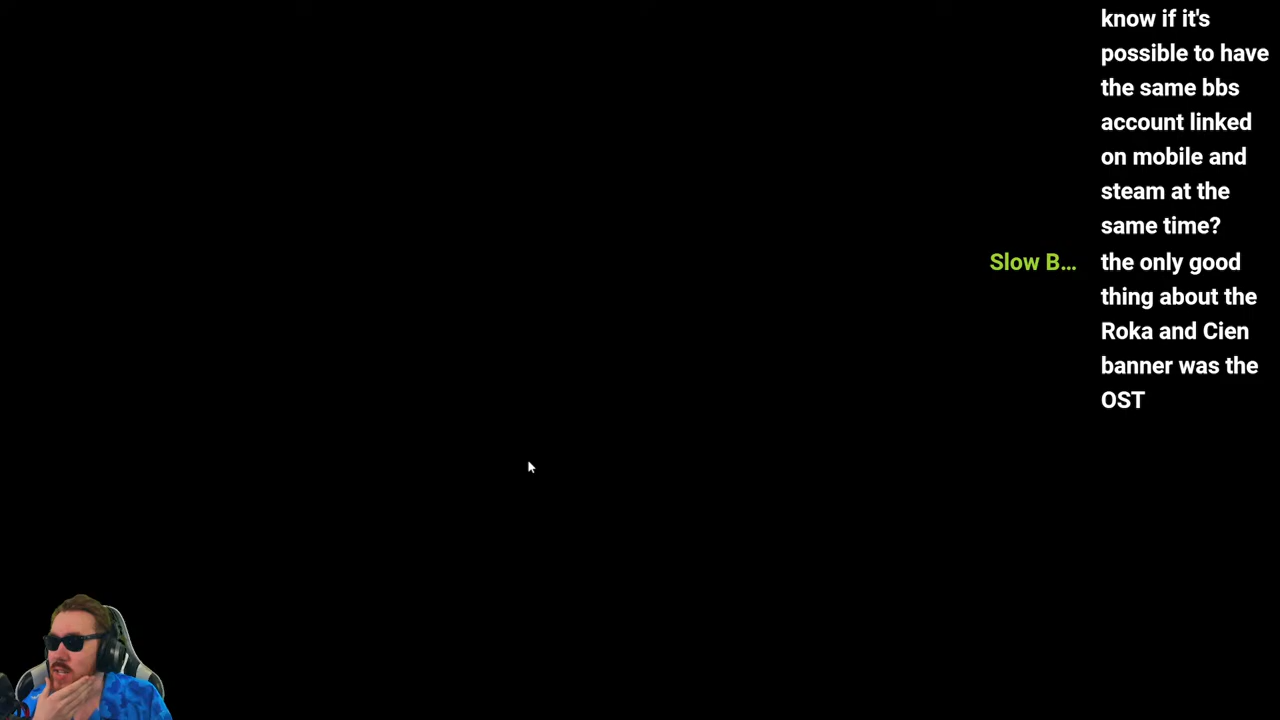 know if it's
possible to have
the same bbs
account linked
on mobile and
steam at the
same time?
Slow B... the only good
thing about the
Roka and Cien
banner was the
OST